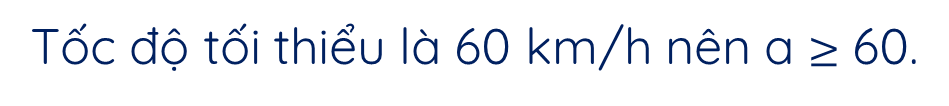 Tốc độ tối thiểu là 60 km/h nên a ≥ 60.